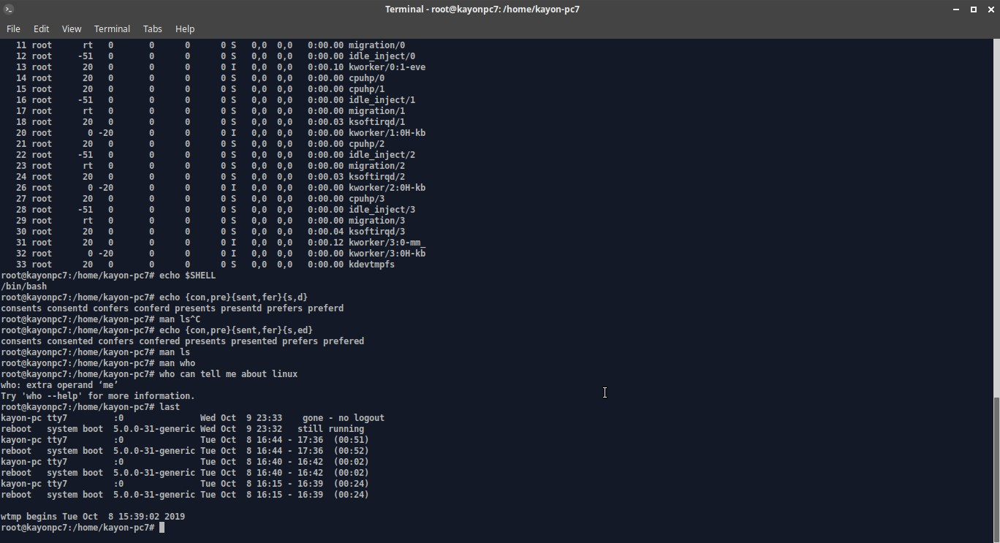 Terminal - root@kayonpc7: /home/kayon-pc7
File Edit View Terminal Tabs Help
   11 root      rt   0       0      0      0 S   0,0  0,0   0:00.00 migration/0
   12 root     -51   0       0      0      0 S   0,0  0,0   0:00.00 idle_inject/0
   13 root      20   0       0      0      0 I   0,0  0,0   0:00.10 kworker/0:1-eve
   14 root      20   0       0      0      0 S   0,0  0,0   0:00.00 cpuhp/0
   15 root      20   0       0      0      0 S   0,0  0,0   0:00.00 cpuhp/1
   16 root     -51   0       0      0      0 S   0,0  0,0   0:00.00 idle_inject/1
   17 root      rt   0       0      0      0 S   0,0  0,0   0:00.00 migration/1
   18 root      20   0       0      0      0 S   0,0  0,0   0:00.03 ksoftirqd/1
   20 root       0 -20       0      0      0 I   0,0  0,0   0:00.00 kworker/1:0H-kb
   21 root      20   0       0      0      0 S   0,0  0,0   0:00.00 cpuhp/2
   22 root     -51   0       0      0      0 S   0,0  0,0   0:00.00 idle_inject/2
   23 root      rt   0       0      0      0 S   0,0  0,0   0:00.00 migration/2
   24 root      20   0       0      0      0 S   0,0  0,0   0:00.03 ksoftirqd/2
   26 root       0 -20       0      0      0 I   0,0  0,0   0:00.00 kworker/2:0H-kb
   27 root      20   0       0      0      0 S   0,0  0,0   0:00.00 cpuhp/3
   28 root     -51   0       0      0      0 S   0,0  0,0   0:00.00 idle_inject/3
   29 root      rt   0       0      0      0 S   0,0  0,0   0:00.00 migration/3
   30 root      20   0       0      0      0 S   0,0  0,0   0:00.04 ksoftirqd/3
   31 root      20   0       0      0      0 I   0,0  0,0   0:00.12 kworker/3:0-mm_
   32 root       0 -20       0      0      0 I   0,0  0,0   0:00.00 kworker/3:0H-kb
   33 root      20   0       0      0      0 S   0,0  0,0   0:00.00 kdevtmpfs
root@kayonpc7:/home/kayon-pc7# echo $SHELL
/bin/bash
root@kayonpc7:/home/kayon-pc7# echo {con,pre}{sent,fer}{s,d}
consents consentd confers conferd presents presentd prefers preferd
root@kayonpc7:/home/kayon-pc7# man ls^C
root@kayonpc7:/home/kayon-pc7# echo {con,pre}{sent,fer}{s,ed}
consents consented confers confered presents presented prefers prefered
root@kayonpc7:/home/kayon-pc7# man ls
root@kayonpc7:/home/kayon-pc7# man who
root@kayonpc7:/home/kayon-pc7# who can tell me about linux
who: extra operand ‘me’
Try 'who --help' for more information.
root@kayonpc7:/home/kayon-pc7# last
kayon-pc tty7         :0               Wed Oct  9 23:33    gone - no logout
reboot   system boot  5.0.0-31-generic Wed Oct  9 23:32   still running
kayon-pc tty7         :0               Tue Oct  8 16:44 - 17:36  (00:51)
reboot   system boot  5.0.0-31-generic Tue Oct  8 16:44 - 17:36  (00:52)
kayon-pc tty7         :0               Tue Oct  8 16:40 - 16:42  (00:02)
reboot   system boot  5.0.0-31-generic Tue Oct  8 16:40 - 16:42  (00:02)
kayon-pc tty7         :0               Tue Oct  8 16:15 - 16:39  (00:24)
reboot   system boot  5.0.0-31-generic Tue Oct  8 16:15 - 16:39  (00:24)

wtmp begins Tue Oct  8 15:39:02 2019
root@kayonpc7:/home/kayon-pc7#